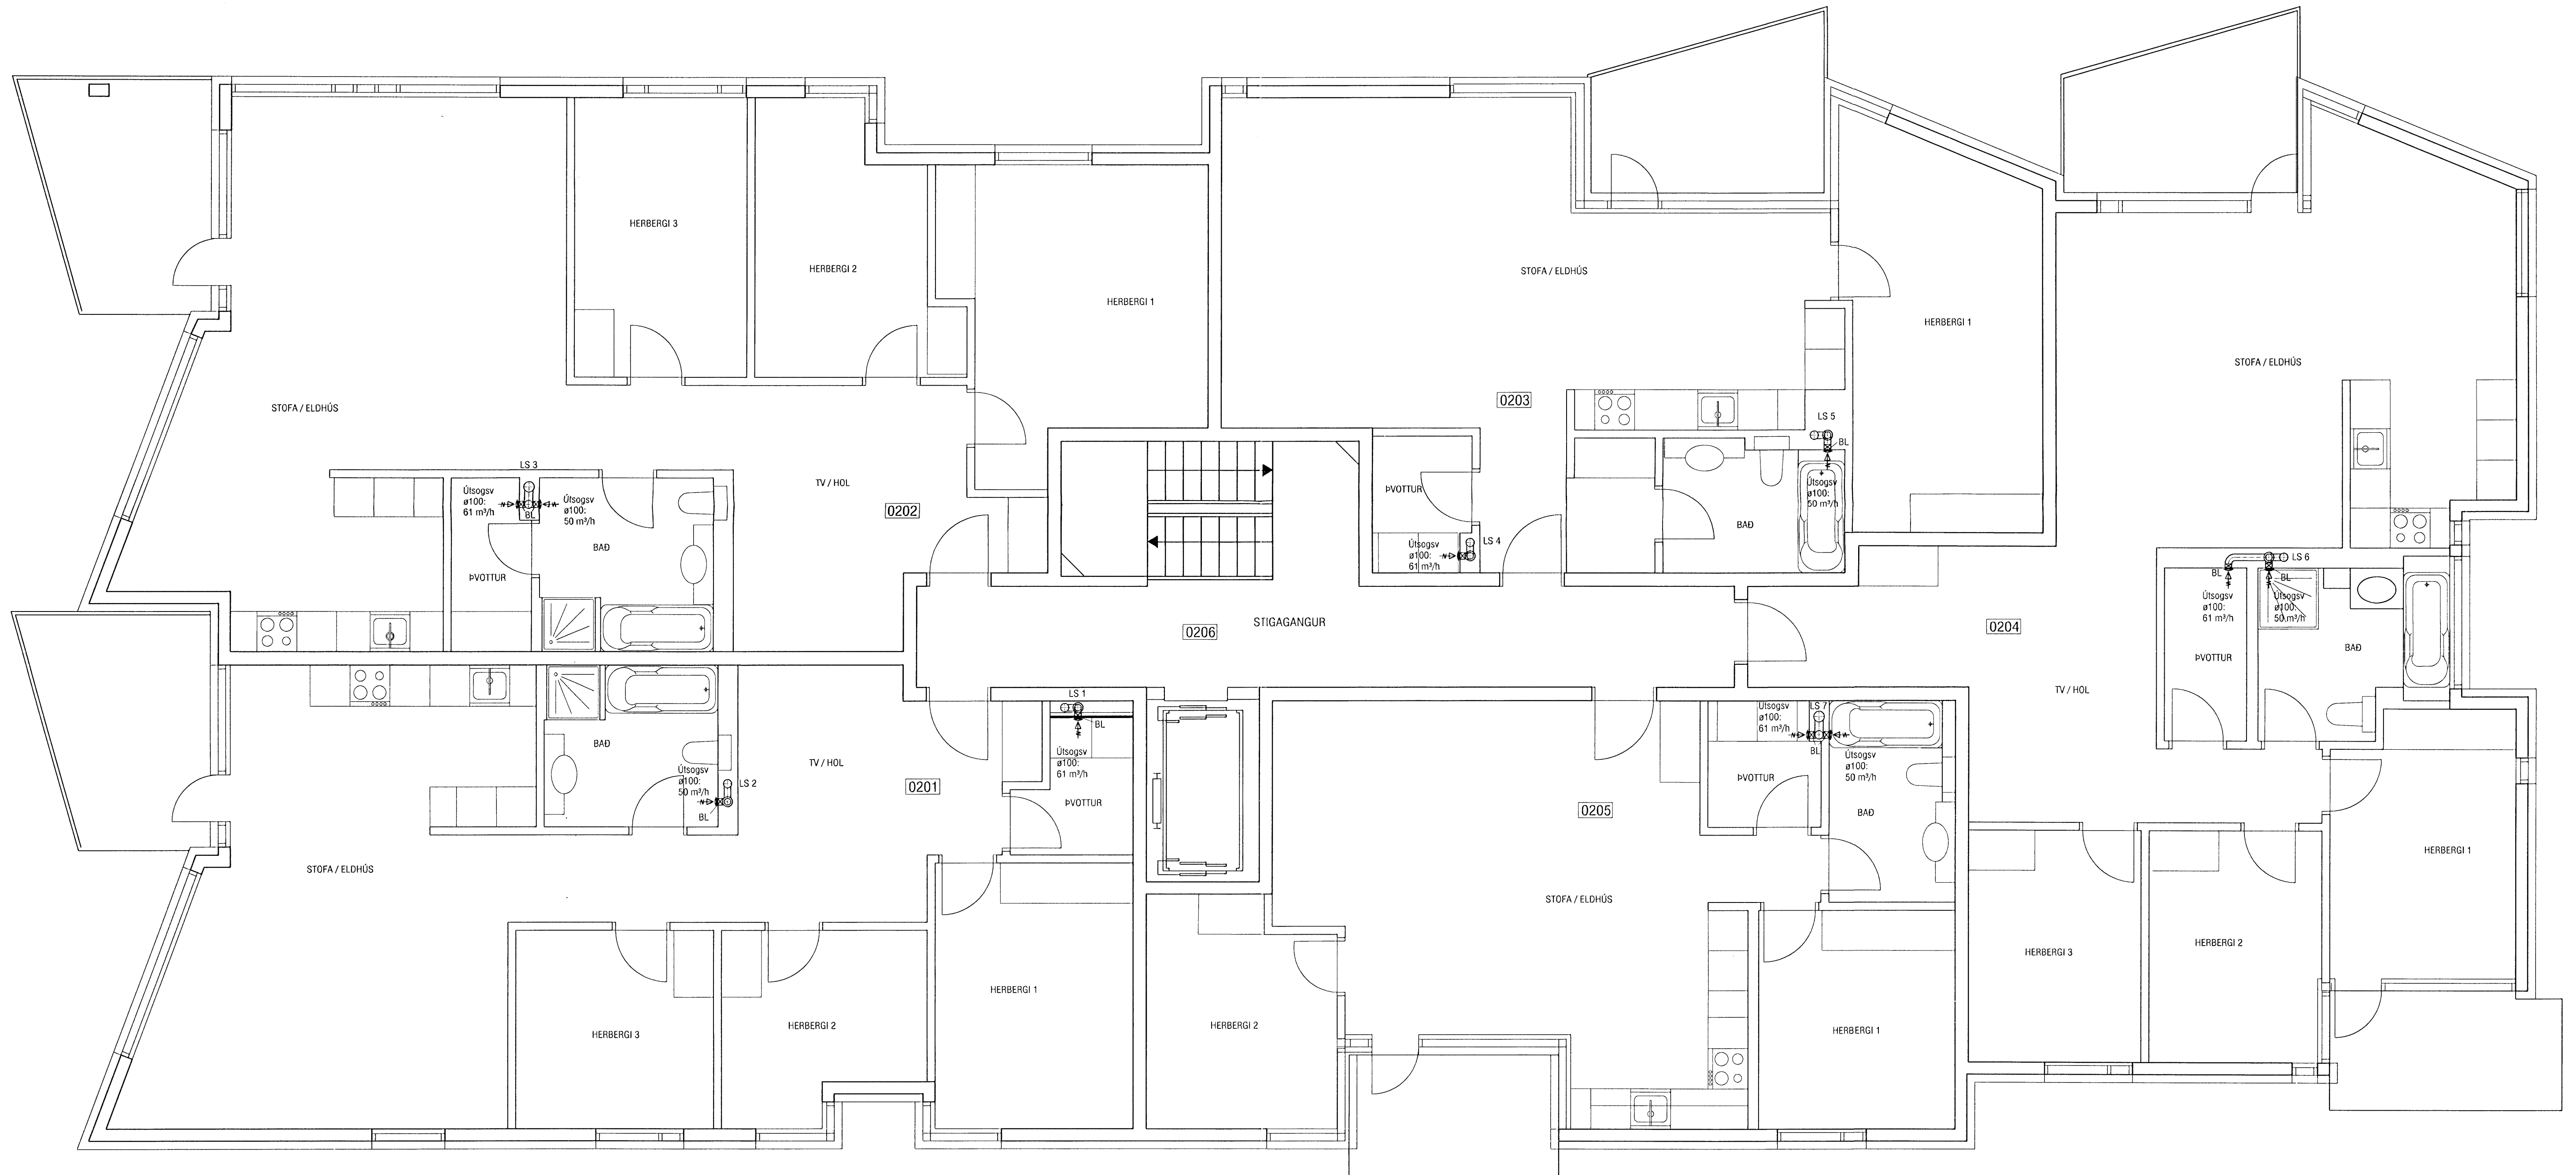 HERBERGI 3
HERBERGI 2
HERBERGI 1
STOFA / ELDHÚS
TV / HOL
0202
LS 3
Útsogsv
ø100:
61 m³/h
BL
Útsogsv
ø100:
50 m³/h
BAÐ
ÞVOTTUR
STOFA / ELDHÚS
0203
HERBERGI 1
LS 5
BL
Útsogsv
ø100:
50 m³/h
BAÐ
ÞVOTTUR
LS 4
Útsogsv
ø100:
61 m³/h
STOFA / ELDHÚS
LS 6
BL
BL
Útsogsv
ø100:
61 m³/h
Útsogsv
ø100:
50 m³/h
ÞVOTTUR
BAÐ
0204
TV / HOL
HERBERGI 3
HERBERGI 2
HERBERGI 1
0206
STIGAGANGUR
BAÐ
Útsogsv
ø100:
50 m³/h
LS 2
BL
TV / HOL
0201
LS 1
BL
Útsogsv
ø100:
61 m³/h
ÞVOTTUR
STOFA / ELDHÚS
HERBERGI 3
HERBERGI 2
HERBERGI 1
HERBERGI 2
0205
STOFA / ELDHÚS
Útsogsv
ø100:
61 m³/h
LS 7
BL
Útsogsv
ø100:
50 m³/h
ÞVOTTUR
BAÐ
HERBERGI 1